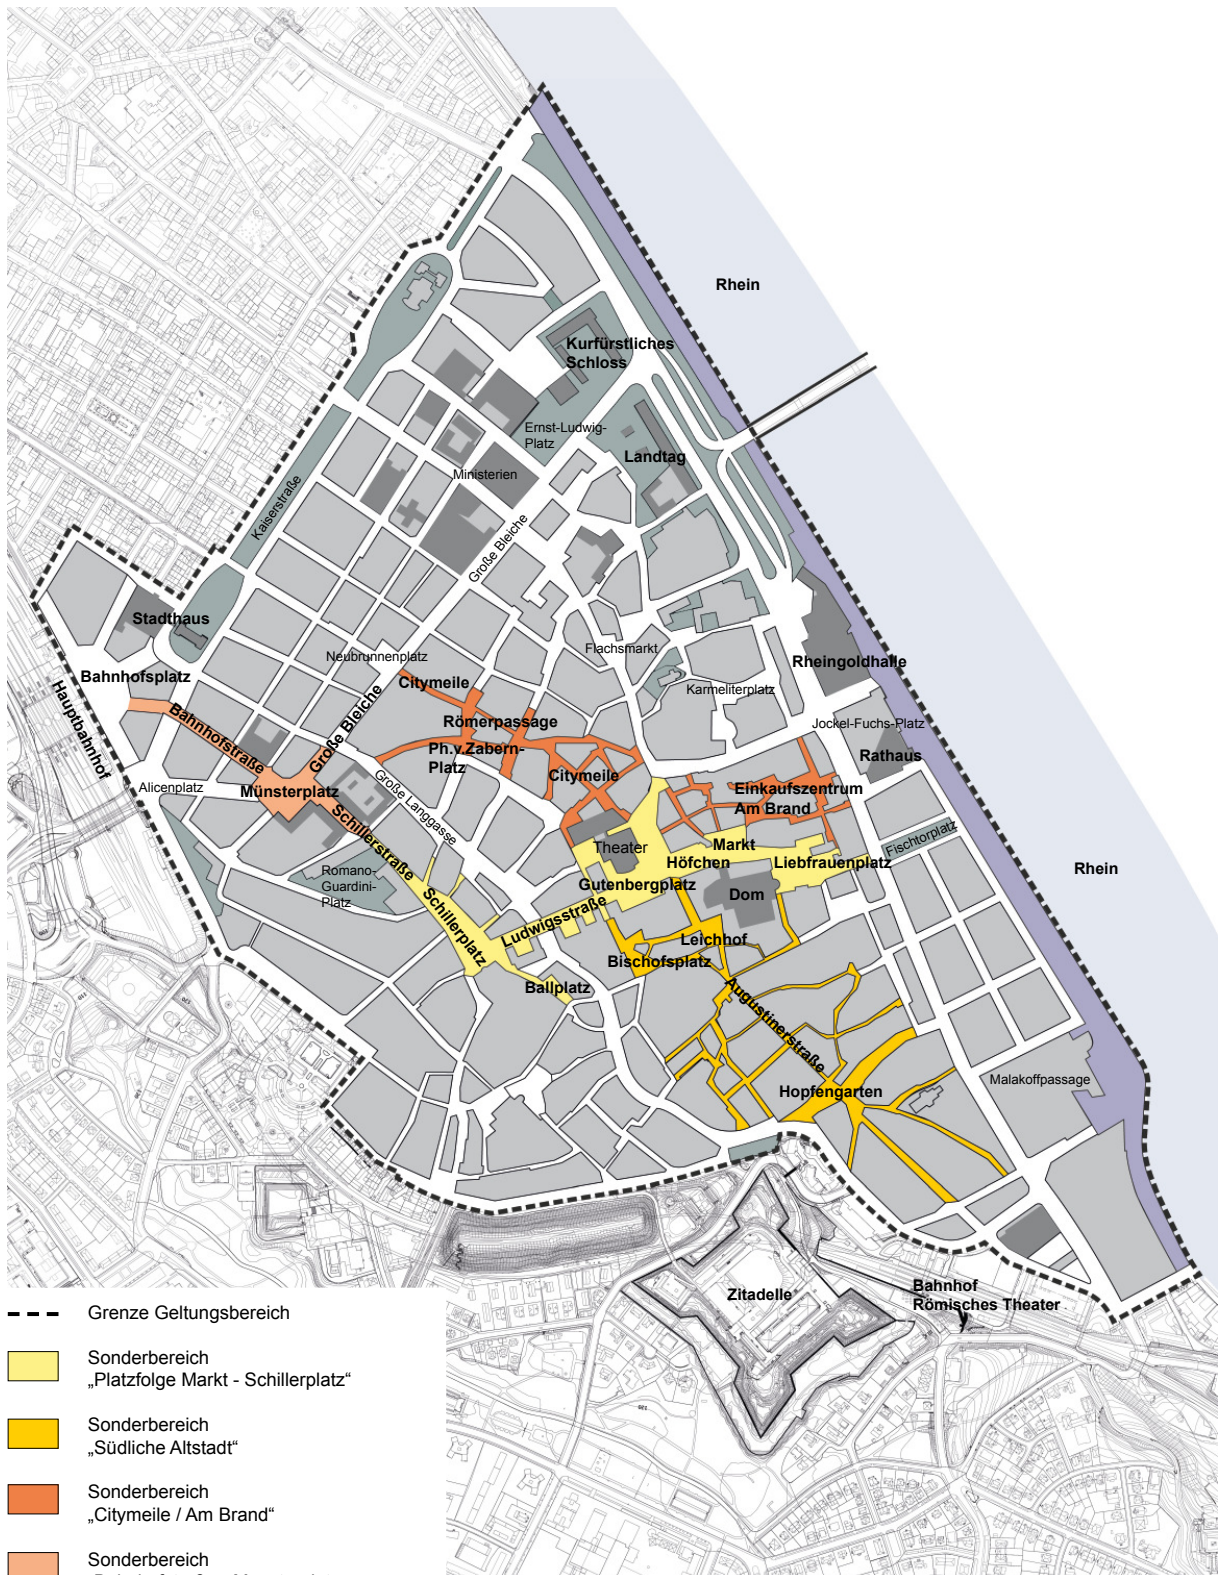 Rhein
Kurfürstliches
Schloss
Ernst-Ludwig-
Platz
Landtag
Ministerien
Kaiserstraße
Große Bleiche
Stadthaus
Flachsmarkt
Neubrunnenplatz
Bahnhofsplatz
Citymeile
Rheingoldhalle
Karmeliterplatz
Hauptbahnhof
Bahnhofstraße
Große Bleiche
Römerpassage
Jockel-Fuchs-Platz
Ph.v.Zabern-
Platz
Rathaus
Citymeile
Alicenplatz
Münsterplatz
Große Langgasse
Einkaufszentrum
Am Brand
Schillerstraße
Theater
Markt
Höfchen
Liebfrauenplatz
Fischtorplatz
Rhein
Romano-
Guardini-
Platz
Gutenbergplatz
Dom
Schillerplatz
Ludwigsstraße
Leichhof
Bischofsplatz
Ballplatz
Augustinerstraße
Hopfengarten
Malakoffpassage
Zitadelle
Bahnhof
Römisches Theater
Grenze Geltungsbereich
Sonderbereich
„Platzfolge Markt - Schillerplatz“
Sonderbereich
„Südliche Altstadt“
Sonderbereich
„Citymeile / Am Brand“
Sonderbereich